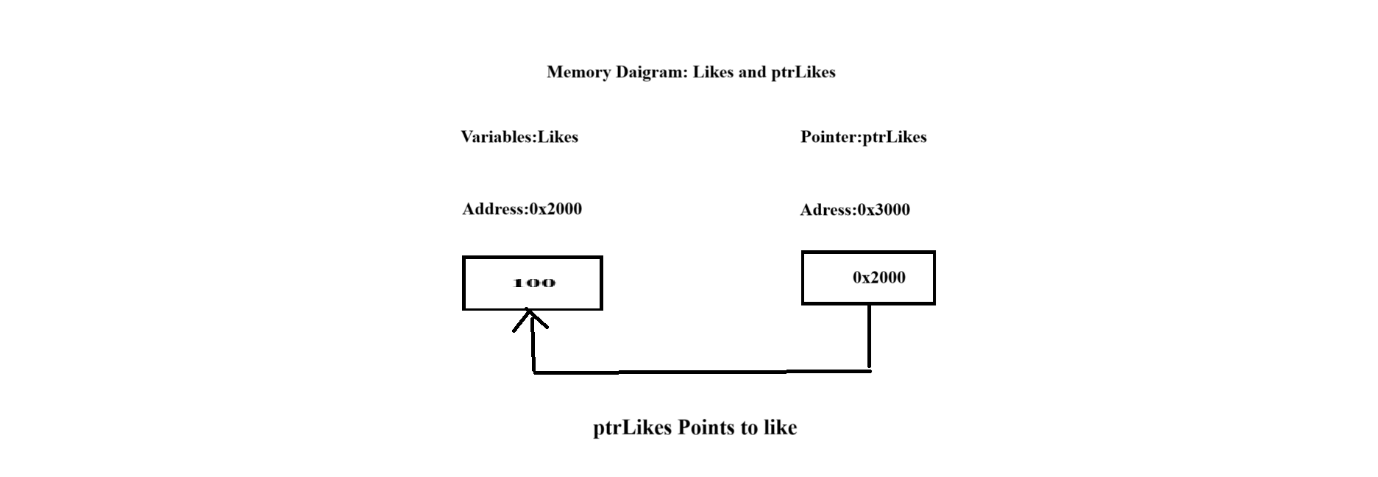 Memory Daigram: Likes and ptrLikes
Variables:Likes
Pointer:ptrLikes
Address:0x2000
Adress:0x3000
100
0x2000
ptrLikes Points to like